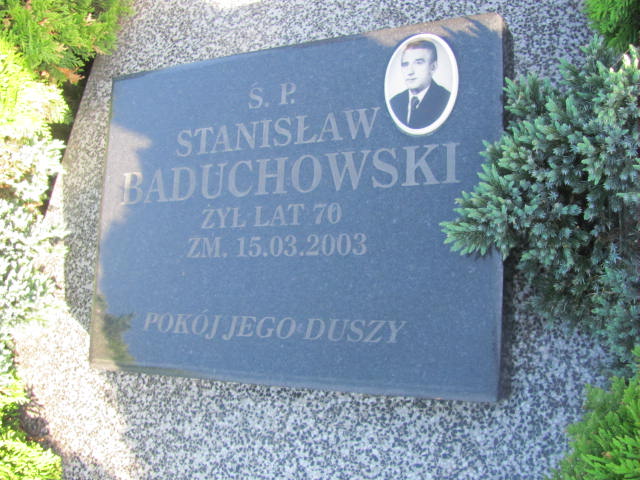 Ś. P.
STANISŁAW
BADUCHOWSKI
ŻYŁ LAT 70
ZM. 15.03.2003
POKÓJ JEGO DUSZY